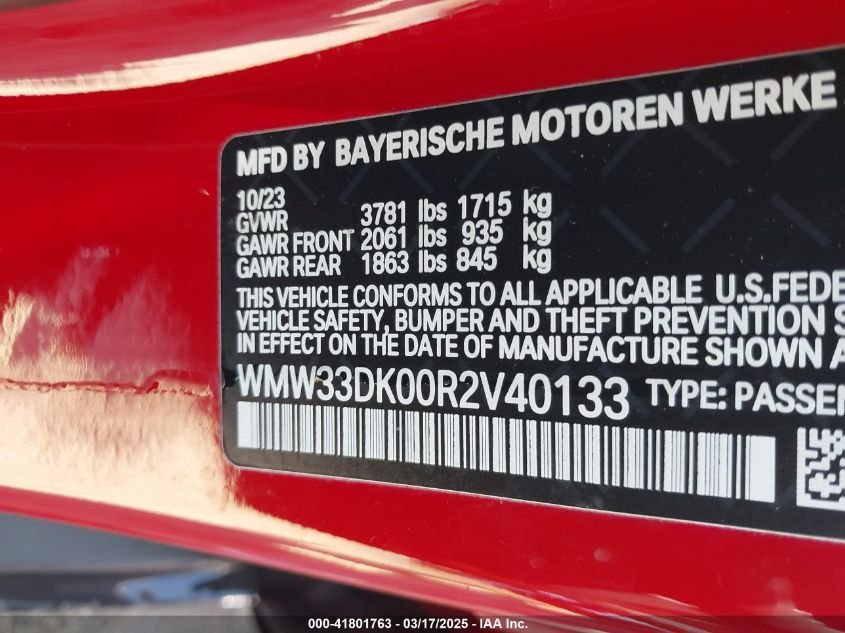 MFD BY BAYERISCHE MOTOREN WERKE
10/23
GVWR 3781 lbs 1715 kg
GAWR FRONT 2061 lbs 935 kg
GAWR REAR 1863 lbs 845 kg
THIS VEHICLE CONFORMS TO ALL APPLICABLE U.S.FEDE
VEHICLE SAFETY, BUMPER AND THEFT PREVENTION S
IN EFFECT ON THE DATE OF MANUFACTURE SHOWN A
WMW33DK00R2V40133 TYPE: PASSEN
000-41801763 - 03/17/2025 - IAA Inc.